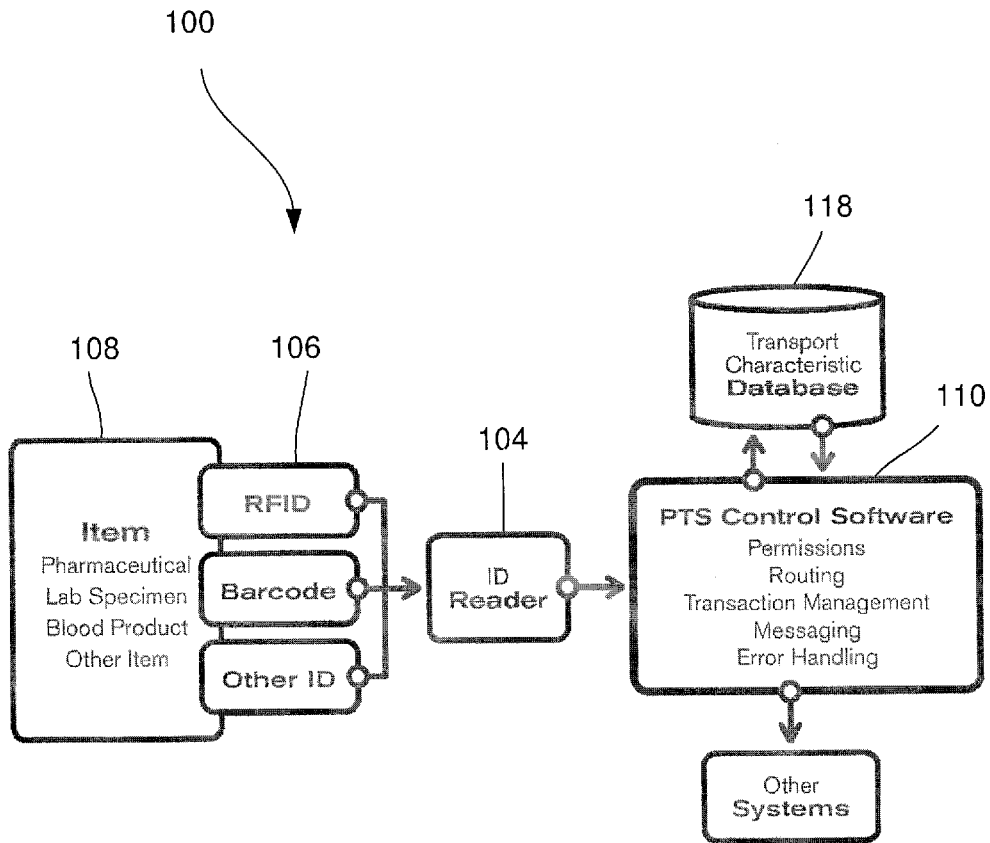 100
118
Transport
Characteristic
Database
108
106
110
104
Item
Pharmaceutical
Lab Specimen
Blood Product
Other Item
RFID
Barcode
Other ID
ID
Reader
PTS Control Software
Permissions
Routing
Transaction Management
Messaging
Error Handling
Other
Systems